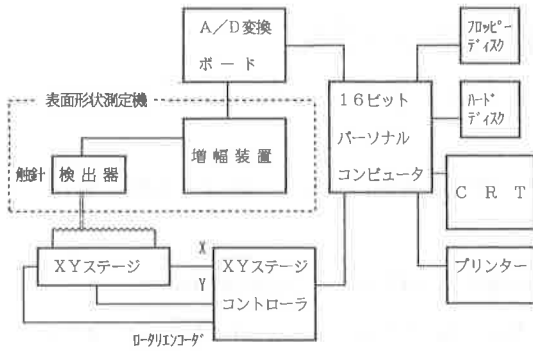 A/D変換
ボード
フロッピー
ディスク
表面形状測定機
16ビット
パーソナル
コンピュータ
ハード
ディスク
増幅装置
触針
検出器
CRT
XYステージ
X
Y
XYステージ
コントローラ
プリンター
ロータリエンコーダ